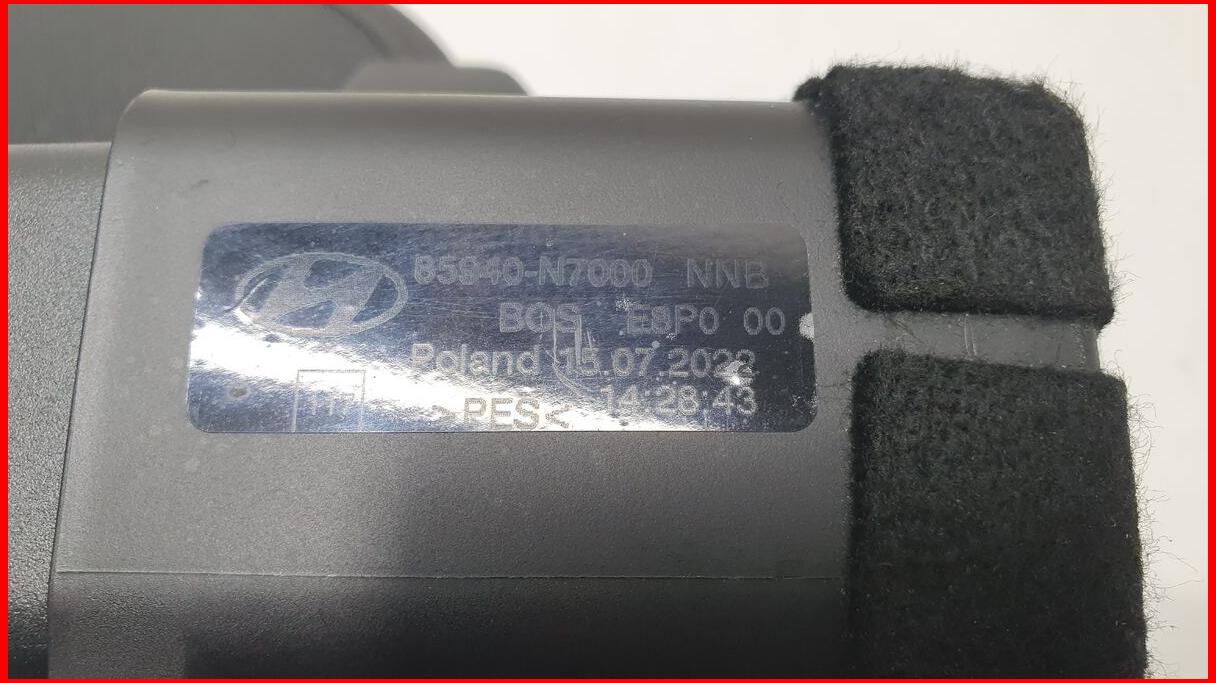 85940-N7000 NNB
BOS E8P0 00
Poland 15.07.2022
14:28:43
>PES<